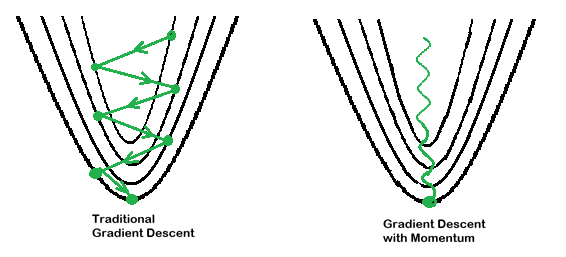 Traditional
Gradient Descent
Gradient Descent
with Momentum